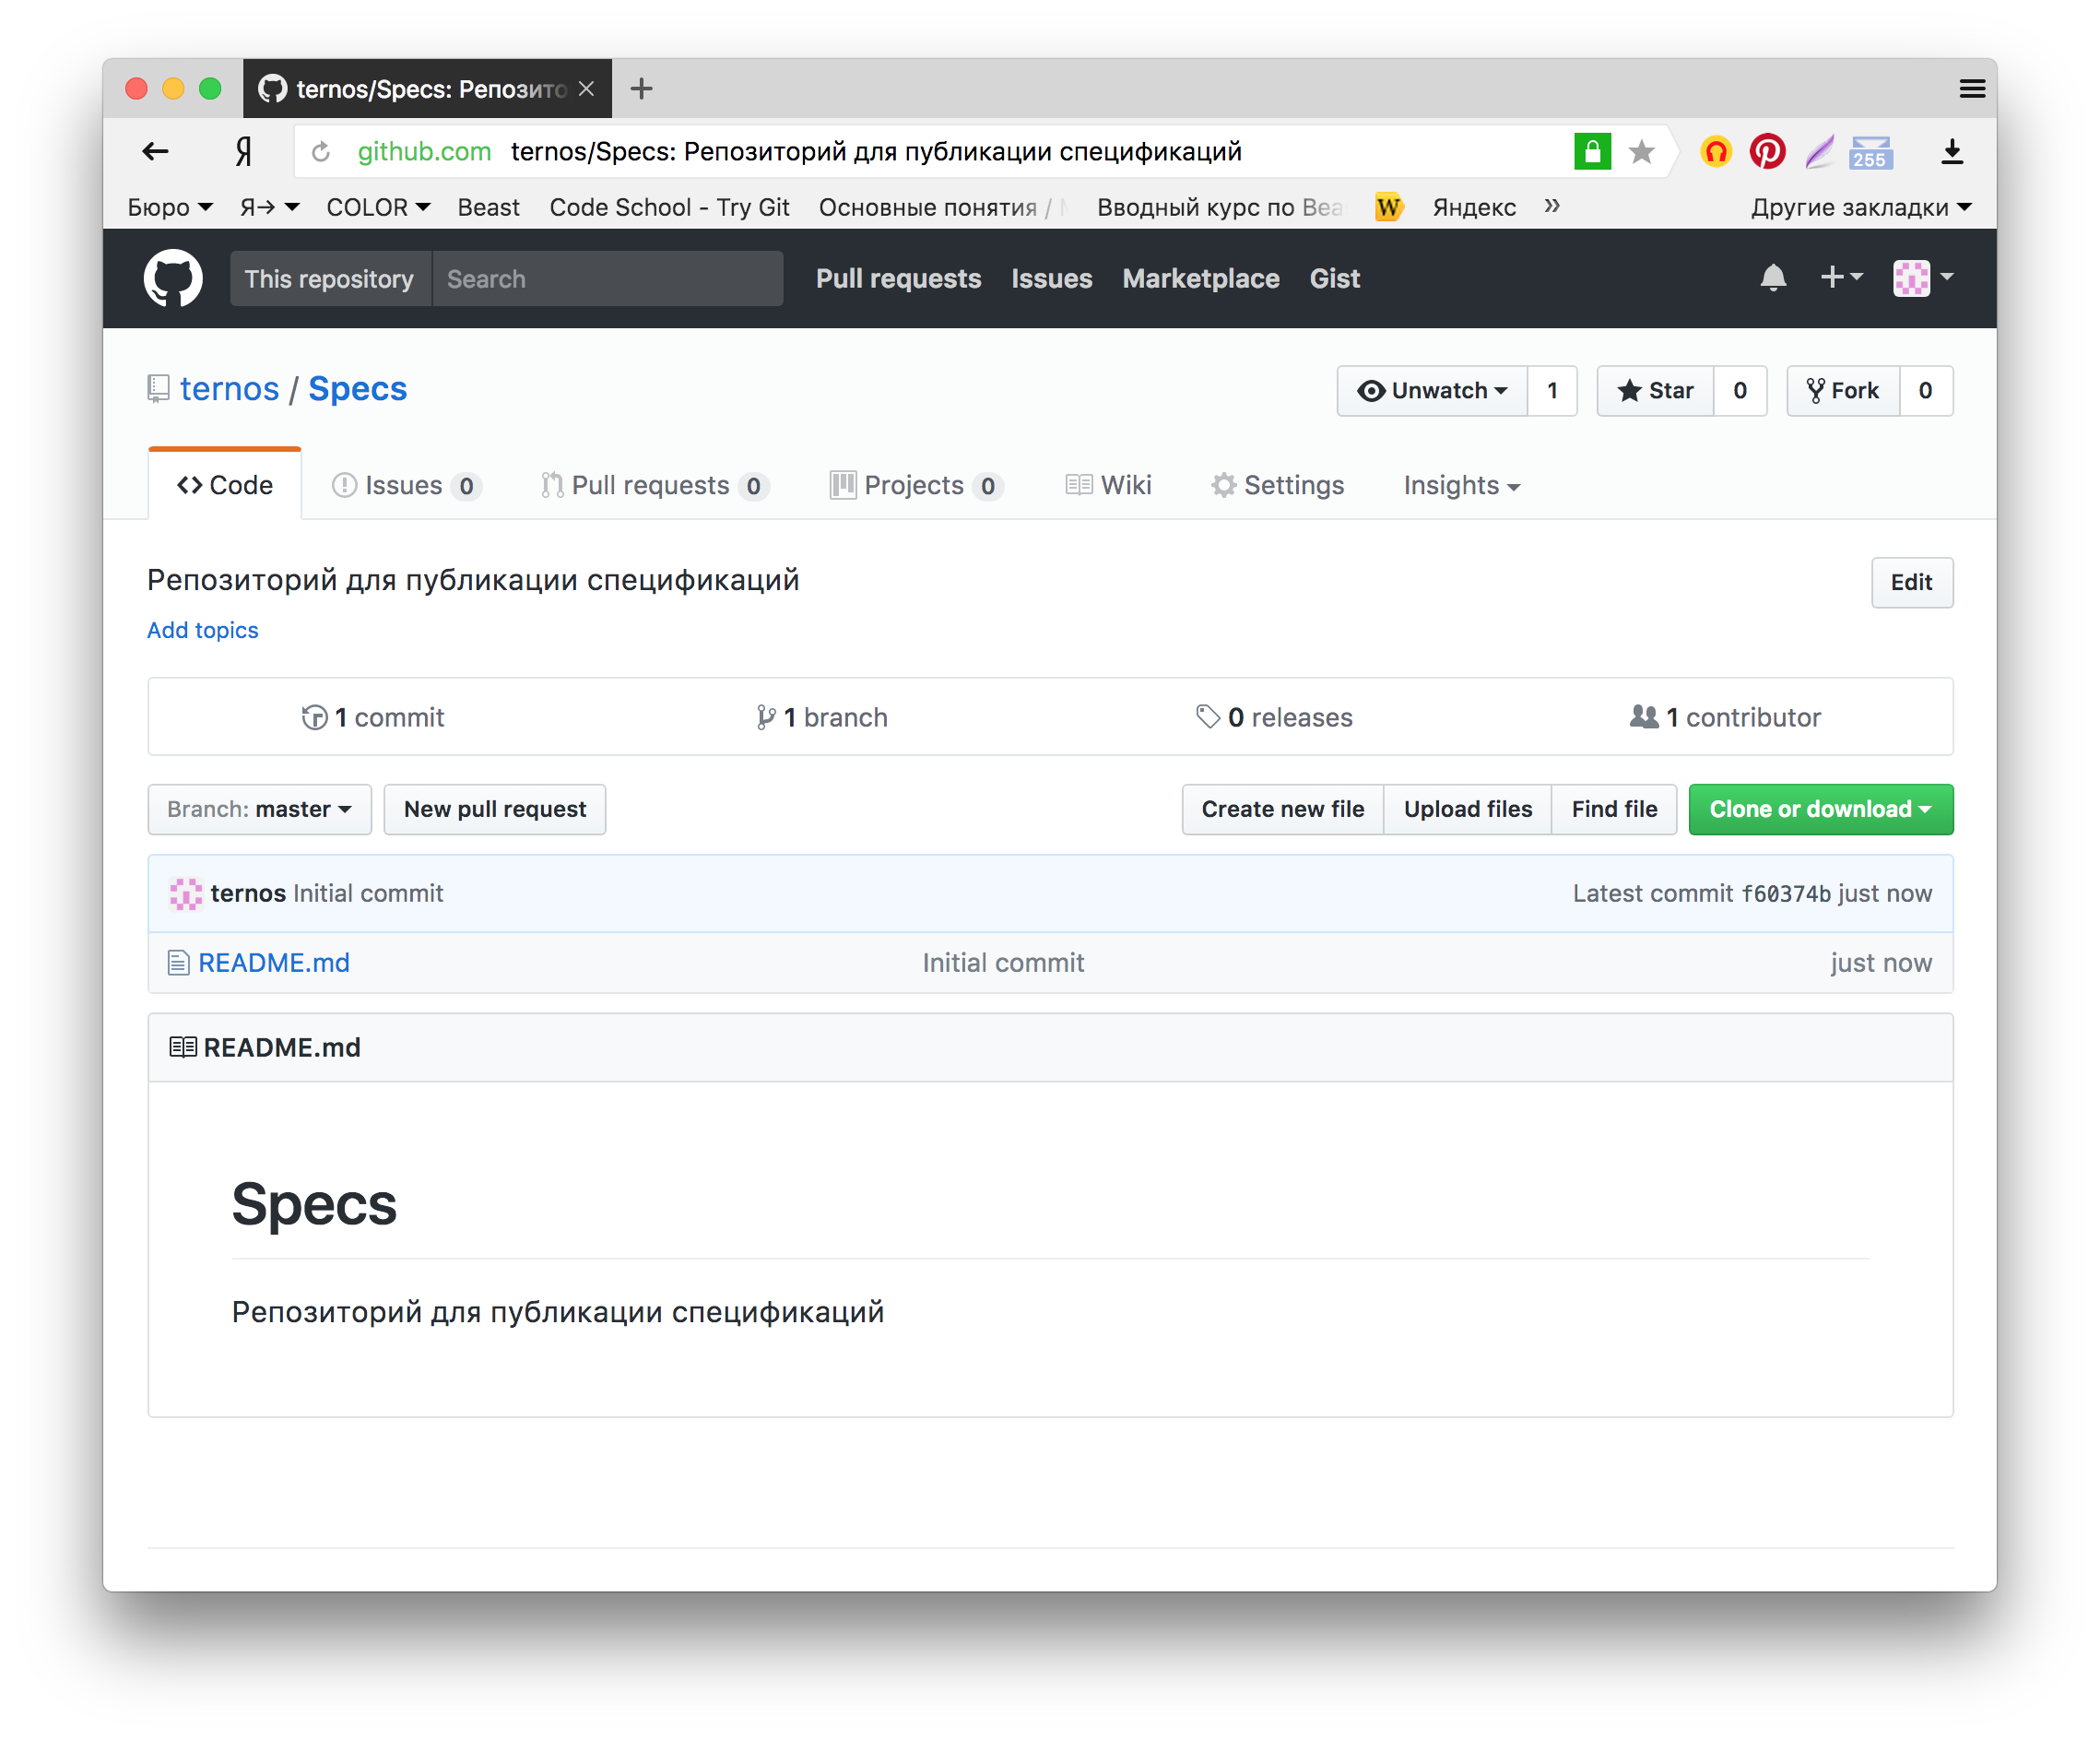 ternos/Specs: Репозито
Я github.com ternos/Specs: Репозиторий для публикации спецификаций 255
Бюро Я→ COLOR Beast Code School - Try Git Основные понятия / Вводный курс по Bea W Яндекс » Другие закладки
This repository Search Pull requests Issues Marketplace Gist
ternos / Specs Unwatch 1 Star 0 Fork 0
Code Issues 0 Pull requests 0 Projects 0 Wiki Settings Insights
Репозиторий для публикации спецификаций Edit
Add topics
1 commit 1 branch 0 releases 1 contributor
Branch: master New pull request Create new file Upload files Find file Clone or download
ternos Initial commit Latest commit f60374b just now
README.md Initial commit just now
README.md
Specs
Репозиторий для публикации спецификаций